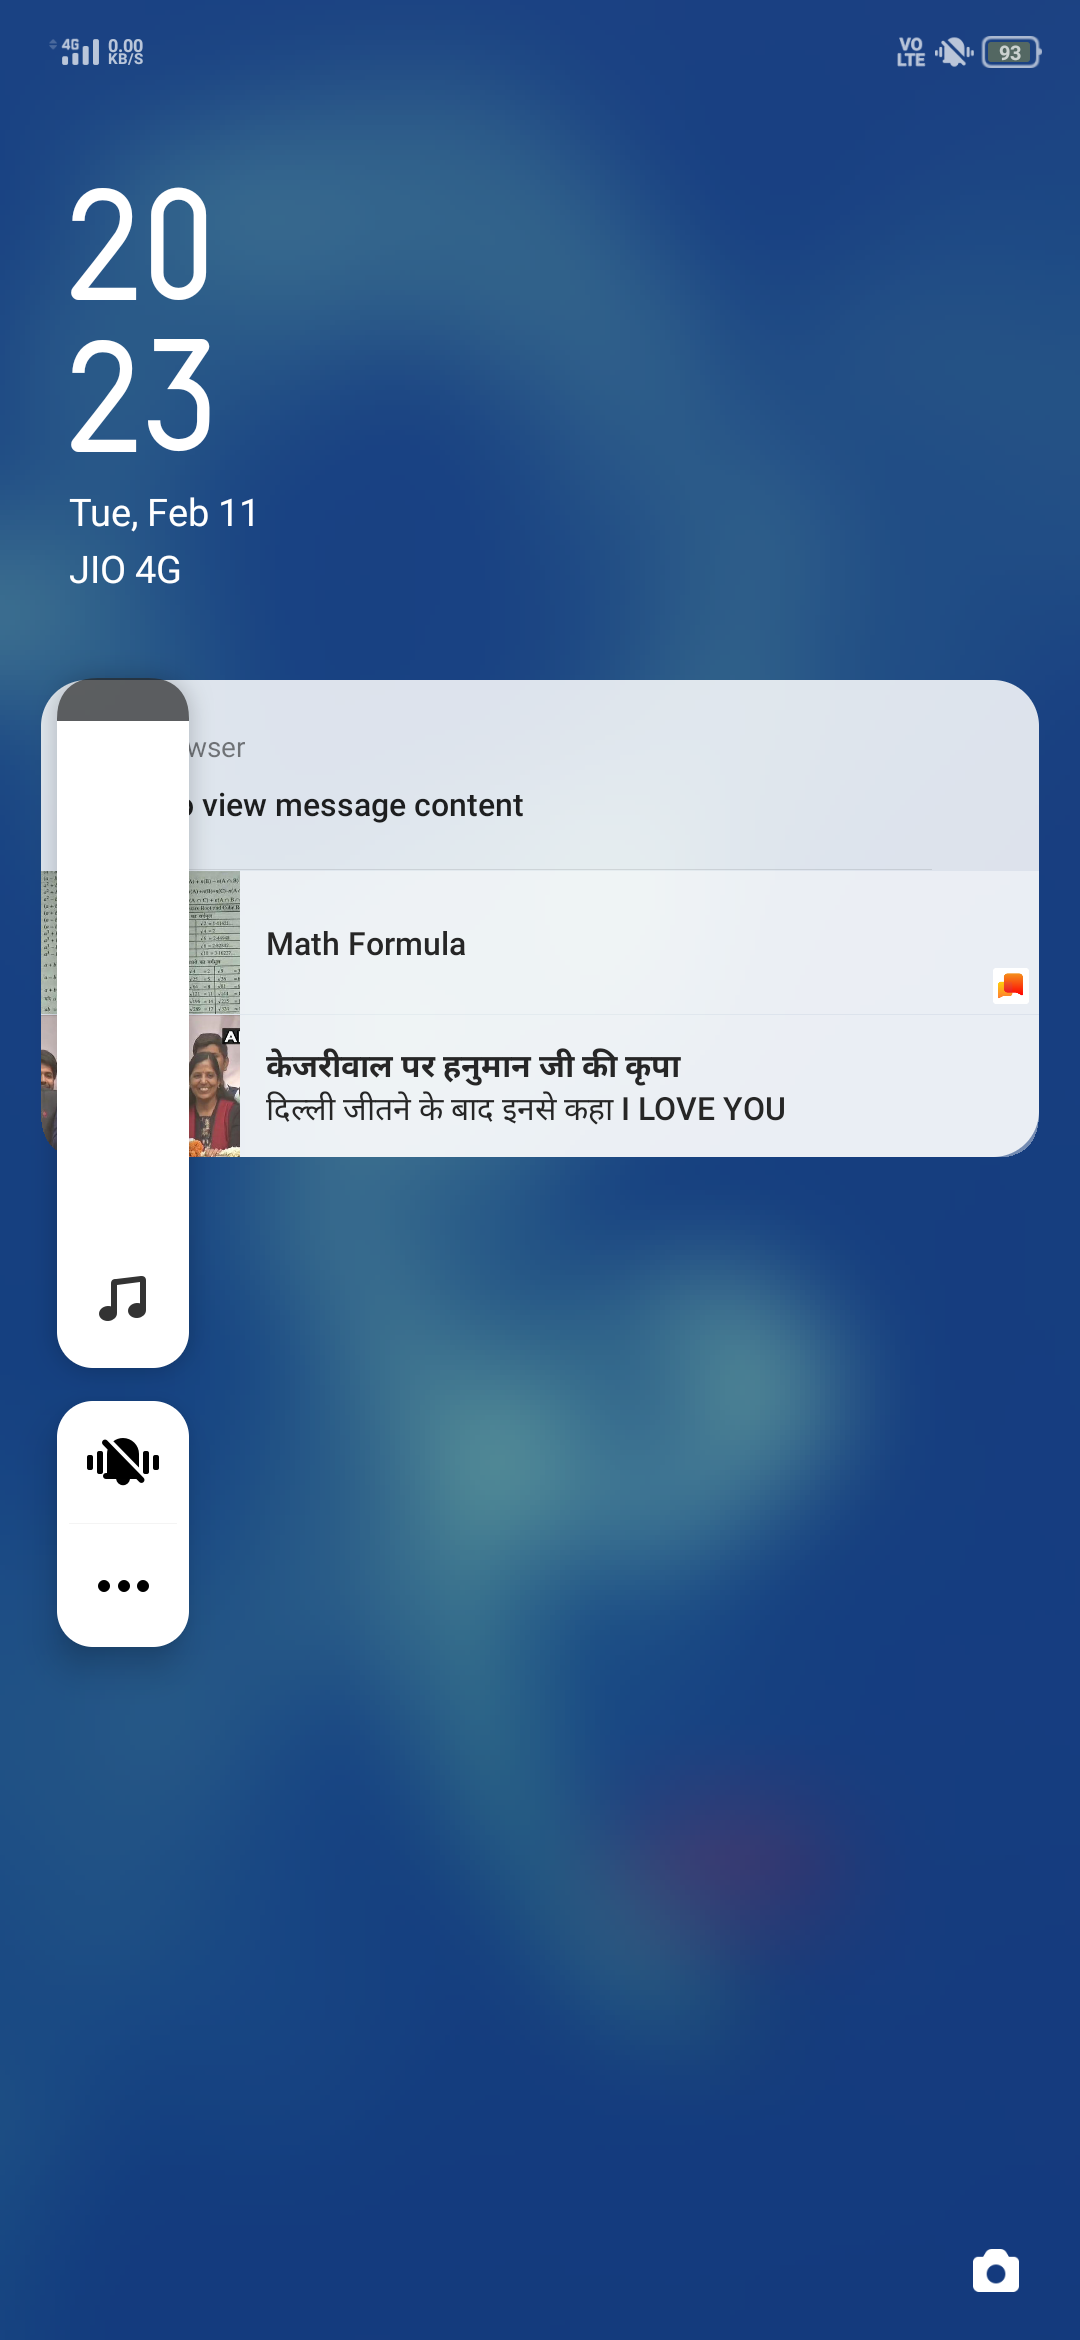 4G
0.00
KB/S
VO
LTE
93
20
23
Tue, Feb 11
JIO 4G
wser
view message content
Math Formula
केजरीवाल पर हनुमान जी की कृपा
दिल्ली जीतने के बाद इनसे कहा I LOVE YOU